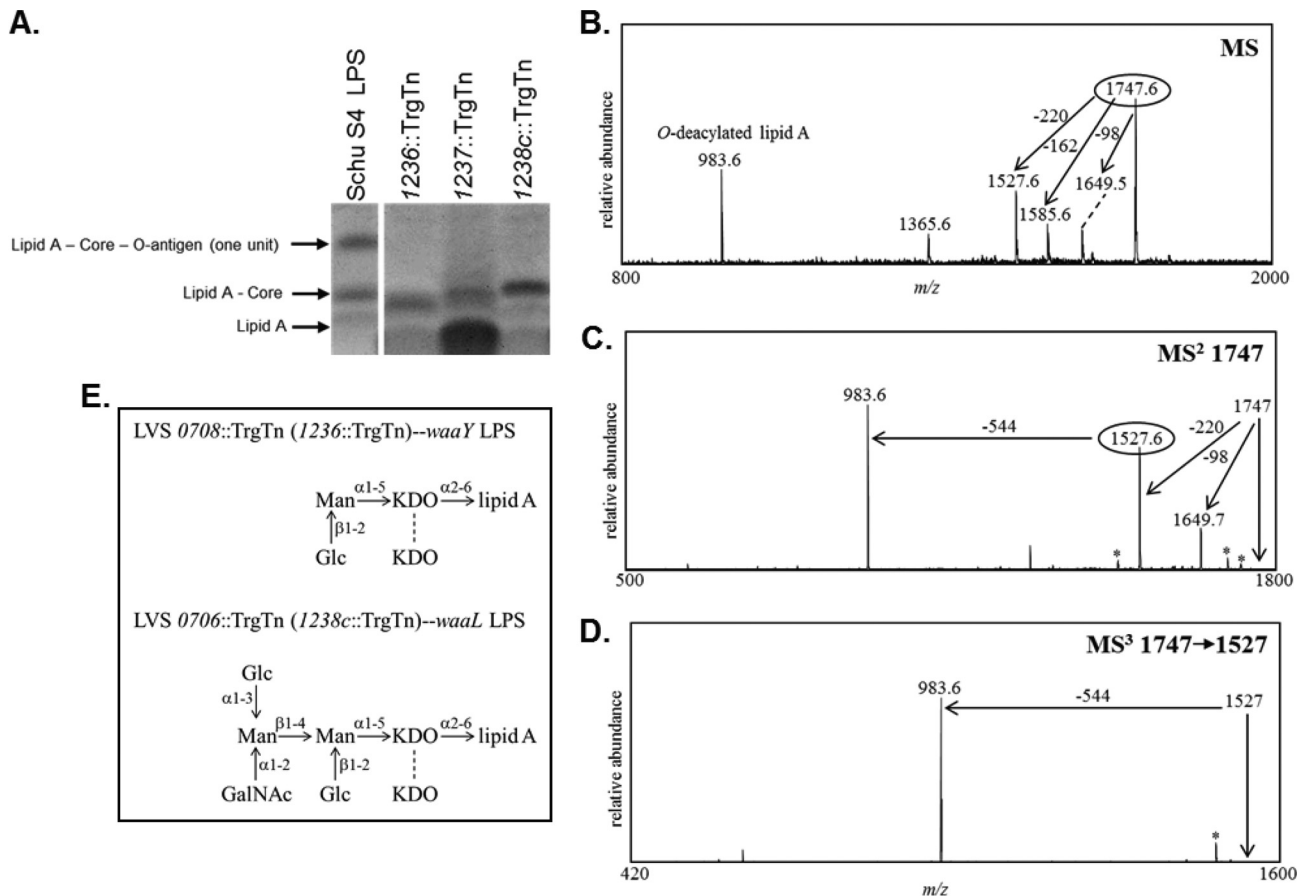 A.
Schu S4 LPS
1236::TrgTn
1237::TrgTn
1238c::TrgTn
Lipid A – Core – O-antigen (one unit)
Lipid A - Core
Lipid A
B.
MS
relative abundance
O-deacylated lipid A
983.6
1365.6
1527.6
1585.6
1649.5
1747.6
-220
-162
-98
800
2000
m/z
C.
MS² 1747
relative abundance
983.6
-544
1527.6
1747
-220
-98
1649.7
*
*
*
500
1800
D.
MS³ 1747→1527
relative abundance
983.6
-544
1527
*
420
1600
m/z
E.
LVS 0708::TrgTn (1236::TrgTn)--waaY LPS
Man α1-5 KDO α2-6 lipid A
β1-2
Glc KDO
LVS 0706::TrgTn (1238c::TrgTn)--waaL LPS
Glc
α1-3
Man β1-4 Man α1-5 KDO α2-6 lipid A
α1-2 β1-2
GalNAc Glc KDO